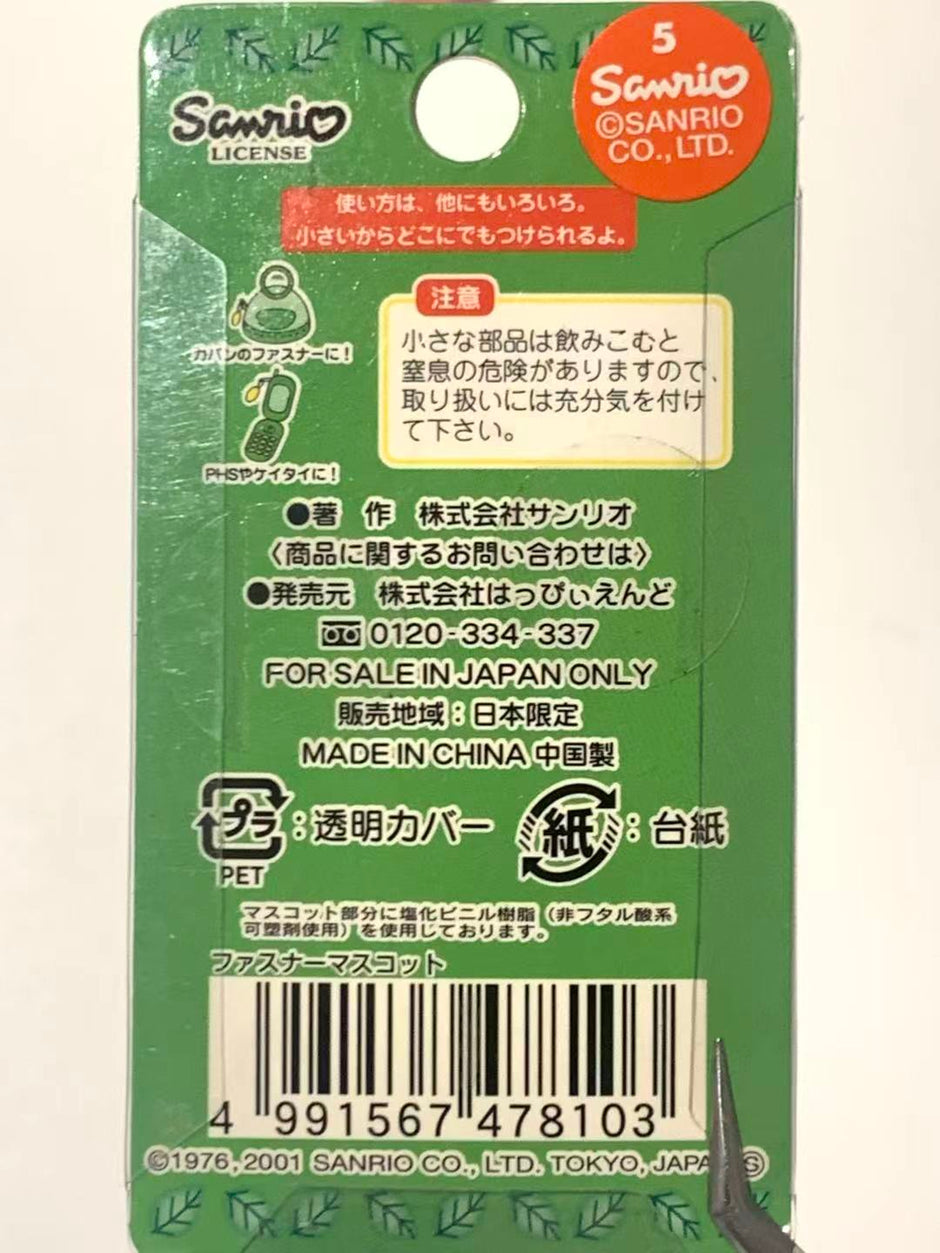 5
Sanrio
©SANRIO
CO., LTD.
Sanrio
LICENSE
使い方は、他にもいろいろ。
小さいからどこにでもつけられるよ。
カバンのファスナーに!
PHSやケイタイに!
注意
小さな部品は飲みこむと
窒息の危険がありますので、
取り扱いには充分気を付け
て下さい。
●著 作 株式会社サンリオ
〈商品に関するお問い合わせは〉
●発売元 株式会社はっぴぃえんど
0120-334-337
FOR SALE IN JAPAN ONLY
販売地域:日本限定
MADE IN CHINA 中国製
プラ:透明カバー
PET
紙:台紙
マスコット部分に塩化ビニル樹脂(非フタル酸系
可塑剤使用)を使用しております。
ファスナーマスコット
4 991567 478103
©1976, 2001 SANRIO CO., LTD. TOKYO, JAPA Ⓢ